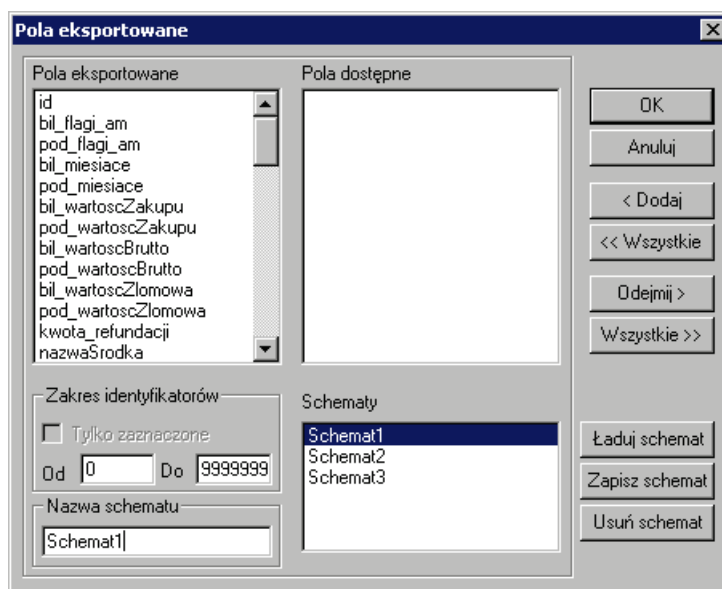 Pola eksportowane
Pola eksportowane
id
bil_flagi_am
pod_flagi_am
bil_miesiace
pod_miesiace
bil_wartoscZakupu
pod_wartoscZakupu
bil_wartoscBrutto
pod_wartoscBrutto
bil_wartoscZlomowa
pod_wartoscZlomowa
kwota_refundacji
nazwaSrodka
Pola dostępne
OK
Anuluj
< Dodaj
<< Wszystkie
Odejmij >
Wszystkie >>
Zakres identyfikatorów
Tylko zaznaczone
Od 0 Do 9999999
Nazwa schematu
Schemat1
Schematy
Schemat1
Schemat2
Schemat3
Ładuj schemat
Zapisz schemat
Usuń schemat